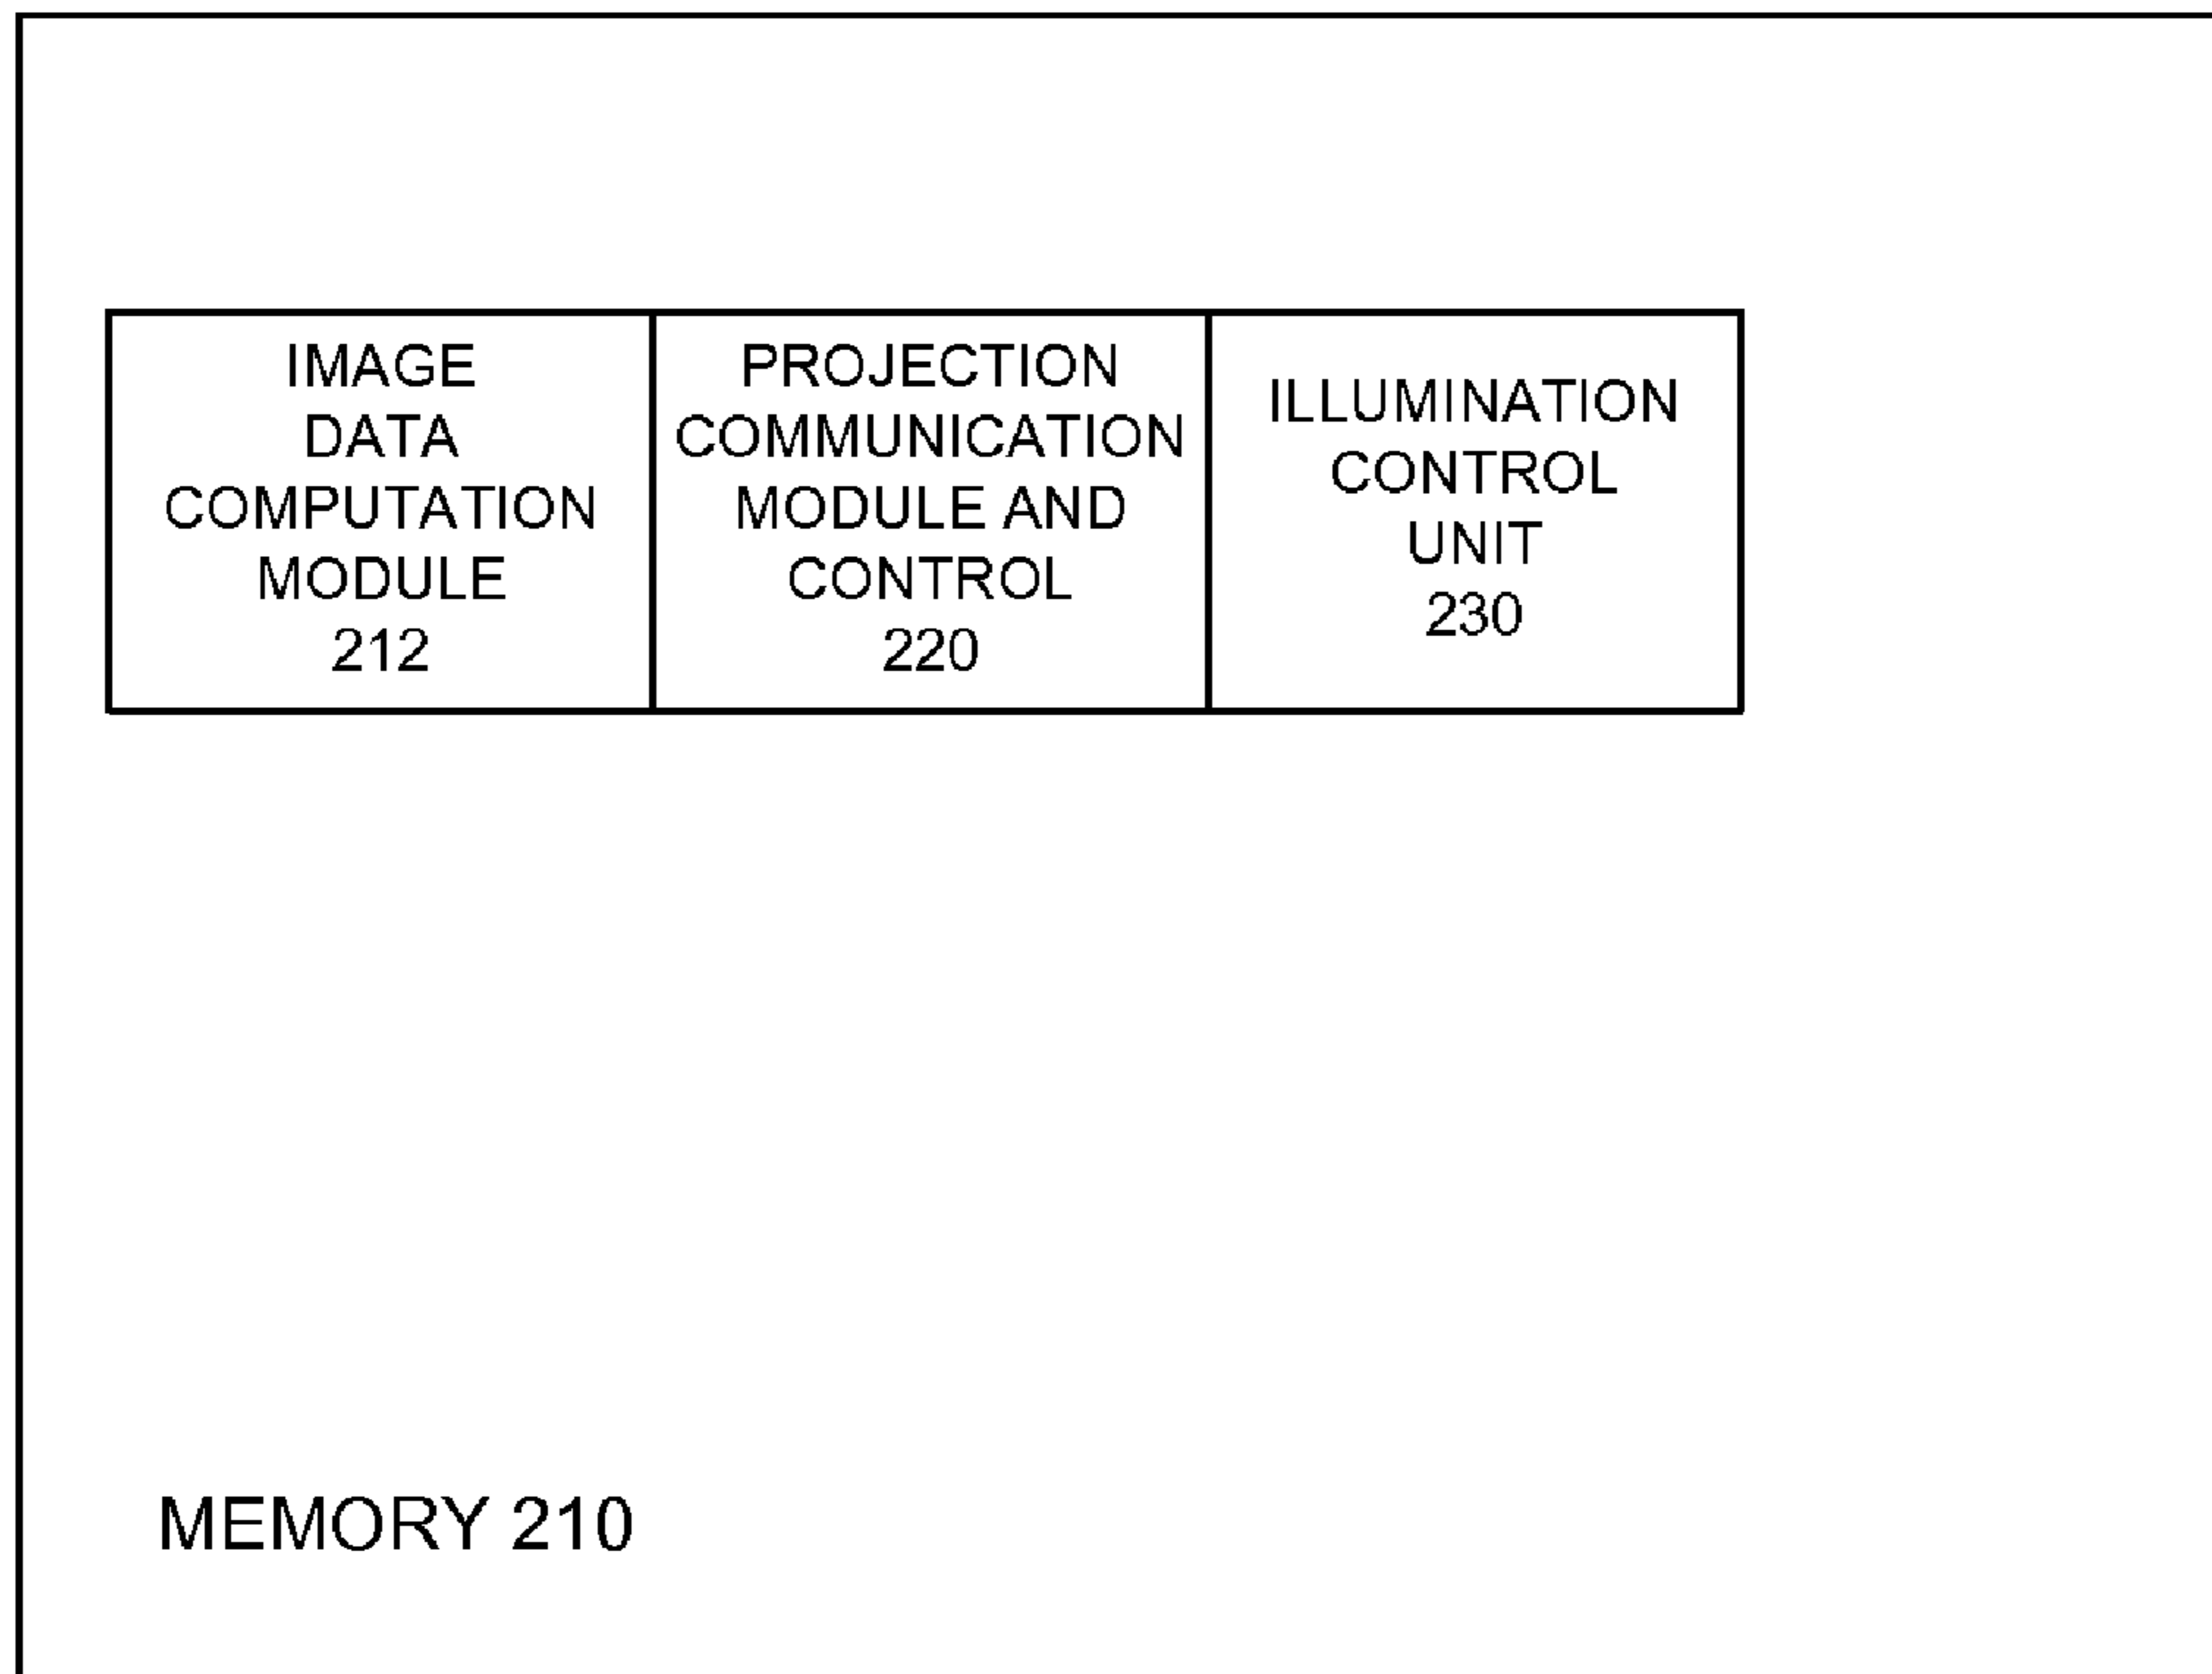 IMAGE
DATA
COMPUTATION
MODULE
212
PROJECTION
COMMUNICATION
MODULE AND
CONTROL
220
ILLUMINATION
CONTROL
UNIT
230
MEMORY 210